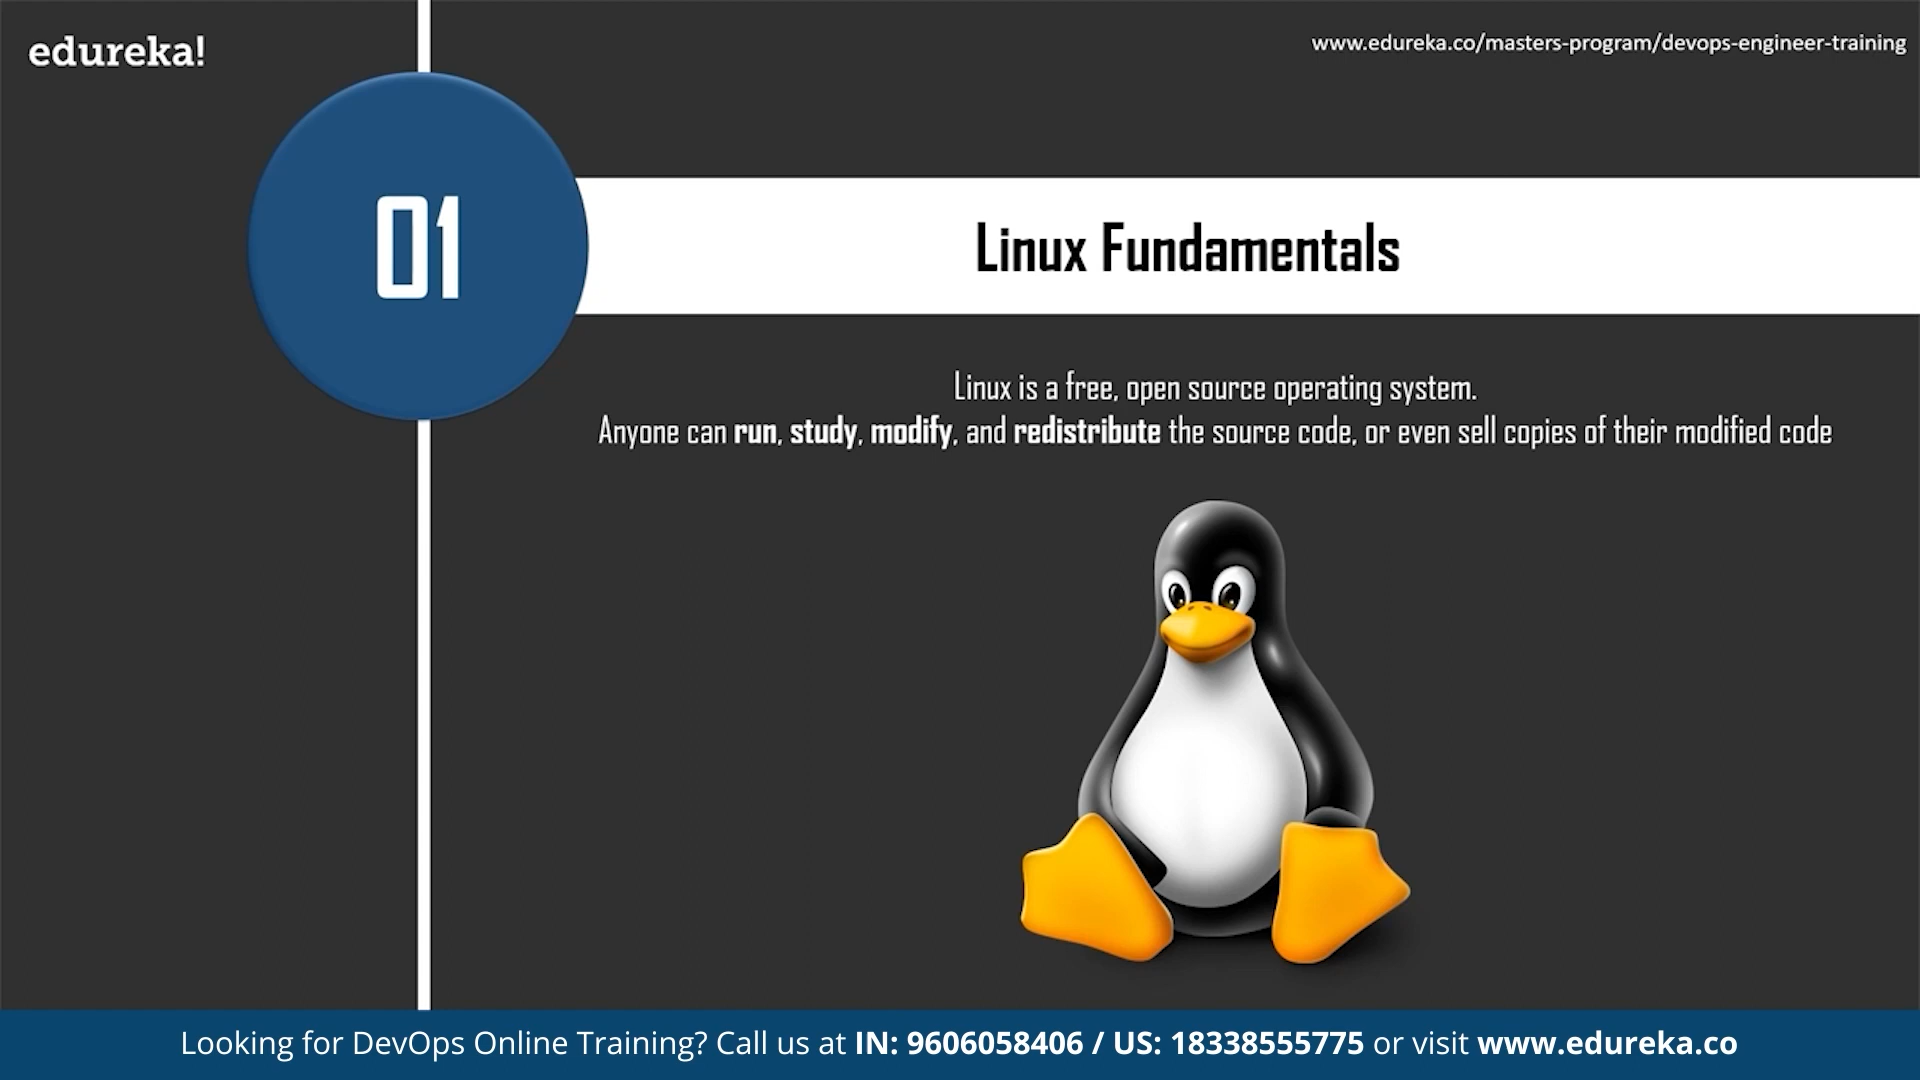 edureka!
www.edureka.co/masters-program/devops-engineer-training
01
Linux Fundamentals
Linux is a free, open source operating system.
Anyone can run, study, modify, and redistribute the source code, or even sell copies of their modified code
Looking for DevOps Online Training? Call us at IN: 9606058406 / US: 18338555775 or visit www.edureka.co